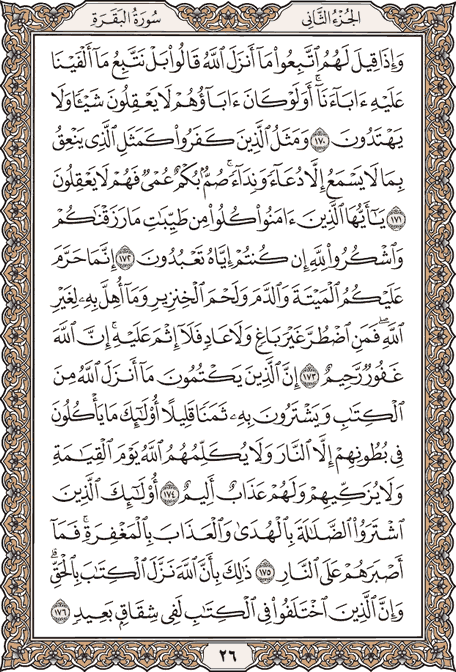 الجزء الثاني سورة البقرة
وَإِذَا قِيلَ لَهُمُ ٱتَّبِعُوا۟ مَآ أَنزَلَ ٱللَّهُ قَالُوا۟ بَلْ نَتَّبِعُ مَآ أَلْفَيْنَا
عَلَيْهِ ءَابَآءَنَآ ۗ أَوَلَوْ كَانَ ءَابَآؤُهُمْ لَا يَعْقِلُونَ شَيْـًٔا وَلَا
يَهْتَدُونَ ١٧٠ وَمَثَلُ ٱلَّذِينَ كَفَرُوا۟ كَمَثَلِ ٱلَّذِى يَنْعِقُ
بِمَا لَا يَسْمَعُ إِلَّا دُعَآءً وَنِدَآءً ۚ صُمٌّۢ بُكْمٌ عُمْىٌ فَهُمْ لَا يَعْقِلُونَ
١٧١ يَـٰٓأَيُّهَا ٱلَّذِينَ ءَامَنُوا۟ كُلُوا۟ مِن طَيِّبَـٰتِ مَا رَزَقْنَـٰكُمْ
وَٱشْكُرُوا۟ لِلَّهِ إِن كُنتُمْ إِيَّاهُ تَعْبُدُونَ ١٧٢ إِنَّمَا حَرَّمَ
عَلَيْكُمُ ٱلْمَيْتَةَ وَٱلدَّمَ وَلَحْمَ ٱلْخِنزِيرِ وَمَآ أُهِلَّ بِهِۦ لِغَيْرِ
ٱللَّهِ ۖ فَمَنِ ٱضْطُرَّ غَيْرَ بَاغٍ وَلَا عَادٍ فَلَآ إِثْمَ عَلَيْهِ ۚ إِنَّ ٱللَّهَ
غَفُورٌ رَّحِيمٌ ١٧٣ إِنَّ ٱلَّذِينَ يَكْتُمُونَ مَآ أَنزَلَ ٱللَّهُ مِنَ
ٱلْكِتَـٰبِ وَيَشْتَرُونَ بِهِۦ ثَمَنًا قَلِيلًا أُو۟لَـٰٓئِكَ مَا يَأْكُلُونَ
فِى بُطُونِهِمْ إِلَّا ٱلنَّارَ وَلَا يُكَلِّمُهُمُ ٱللَّهُ يَوْمَ ٱلْقِيَـٰمَةِ
وَلَا يُزَكِّيهِمْ وَلَهُمْ عَذَابٌ أَلِيمٌ ١٧٤ أُو۟لَـٰٓئِكَ ٱلَّذِينَ
ٱشْتَرَوُا۟ ٱلضَّلَـٰلَةَ بِٱلْهُدَىٰ وَٱلْعَذَابَ بِٱلْمَغْفِرَةِ ۚ فَمَآ
أَصْبَرَهُمْ عَلَى ٱلنَّارِ ١٧٥ ذَٰلِكَ بِأَنَّ ٱللَّهَ نَزَّلَ ٱلْكِتَـٰبَ بِٱلْحَقِّ ۗ
وَإِنَّ ٱلَّذِينَ ٱخْتَلَفُوا۟ فِى ٱلْكِتَـٰبِ لَفِى شِقَاقٍۭ بَعِيدٍ ١٧٦
٢٦